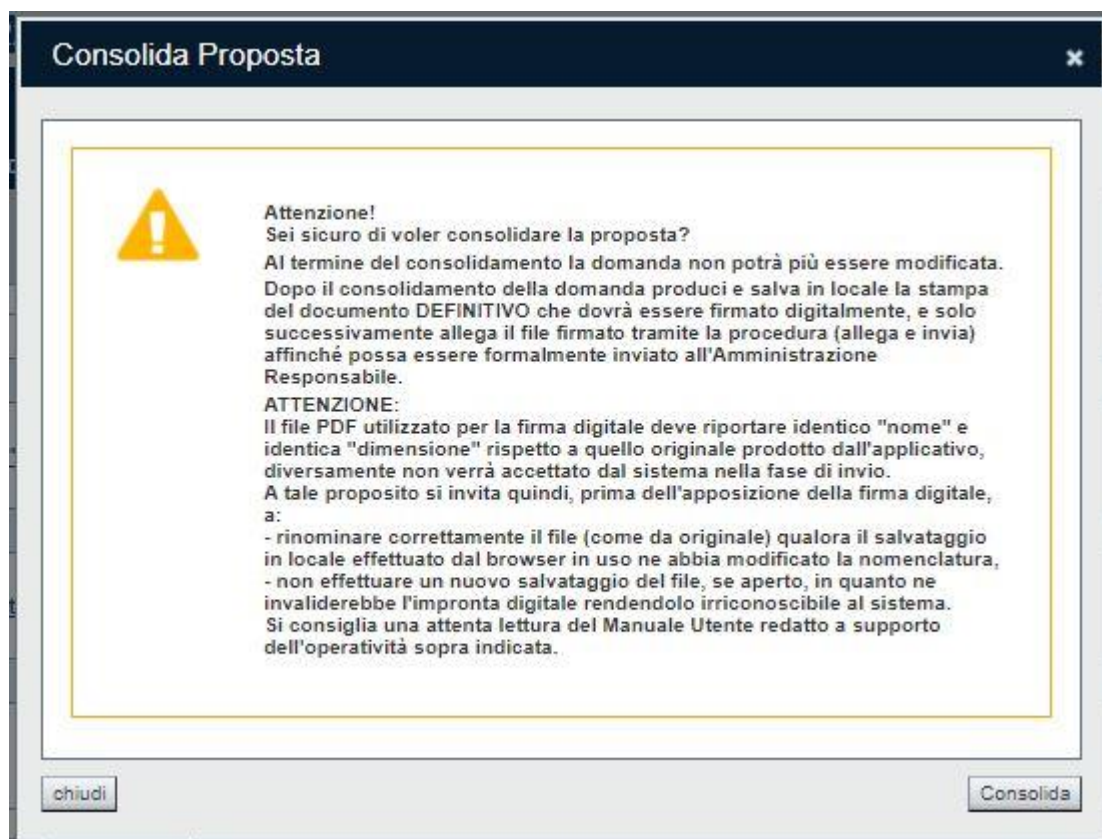 Consolida Proposta
Attenzione!
Sei sicuro di voler consolidare la proposta?
Al termine del consolidamento la domanda non potrà più essere modificata.
Dopo il consolidamento della domanda produci e salva in locale la stampa
del documento DEFINITIVO che dovrà essere firmato digitalmente, e solo
successivamente allega il file firmato tramite la procedura (allega e invia)
affinché possa essere formalmente inviato all'Amministrazione
Responsabile.
ATTENZIONE:
Il file PDF utilizzato per la firma digitale deve riportare identico "nome" e
identica "dimensione" rispetto a quello originale prodotto dall'applicativo,
diversamente non verrà accettato dal sistema nella fase di invio.
A tale proposito si invita quindi, prima dell'apposizione della firma digitale,
a:
- rinominare correttamente il file (come da originale) qualora il salvataggio
in locale effettuato dal browser in uso ne abbia modificato la nomenclatura,
- non effettuare un nuovo salvataggio del file, se aperto, in quanto ne
invaliderebbe l'impronta digitale rendendolo irriconoscibile al sistema.
Si consiglia una attenta lettura del Manuale Utente redatto a supporto
dell'operatività sopra indicata.
chiudi
Consolida